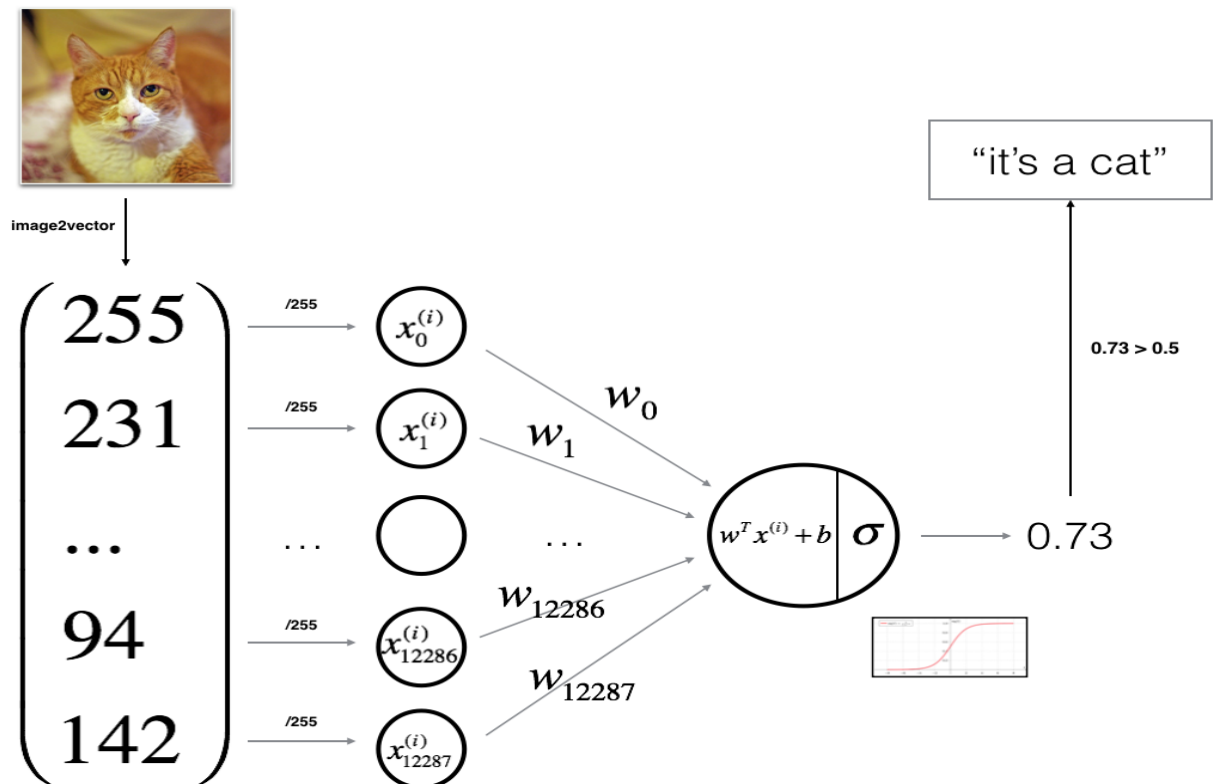 image2vector
“it’s a cat”
255
/255
x_0^{(i)}
w_0
0.73 > 0.5
231
/255
x_1^{(i)}
w_1
...
...
...
w^T x^{(i)} + b
σ
0.73
94
/255
x_{12286}^{(i)}
w_{12286}
142
/255
x_{12287}^{(i)}
w_{12287}